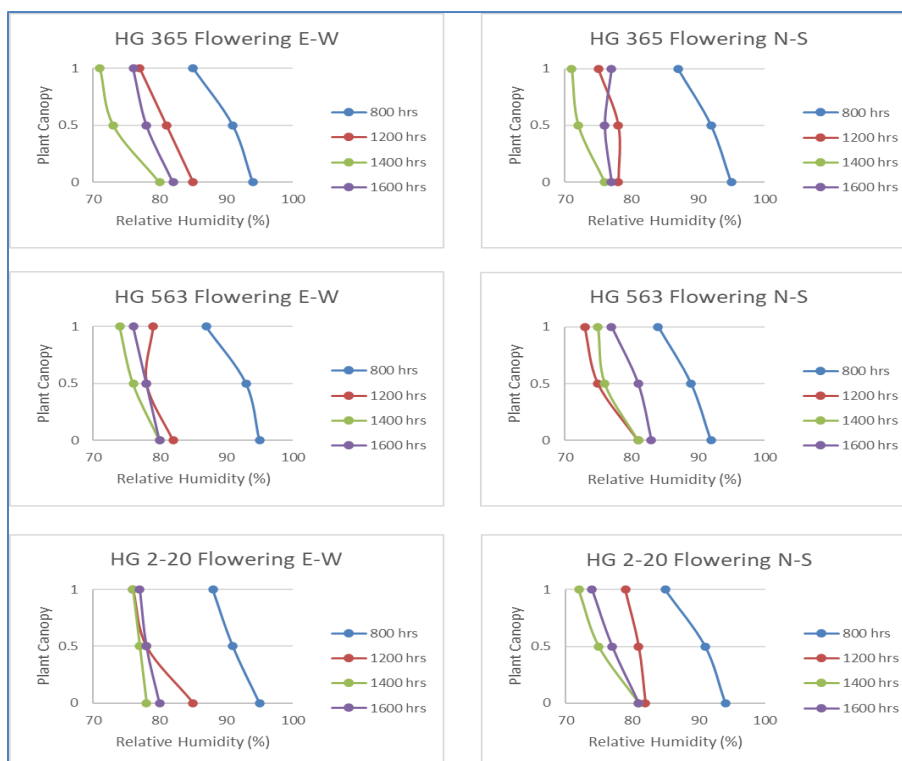 HG 365 Flowering E-W
Plant Canopy
1
0.5
0
70 80 90 100
Relative Humidity (%)
800 hrs
1200 hrs
1400 hrs
1600 hrs
HG 365 Flowering N-S
Plant Canopy
1
0.5
0
70 80 90 100
Relative Humidity (%)
800 hrs
1200 hrs
1400 hrs
1600 hrs
HG 563 Flowering E-W
Plant Canopy
1
0.5
0
70 80 90 100
Relative Humidity (%)
800 hrs
1200 hrs
1400 hrs
1600 hrs
HG 563 Flowering N-S
Plant Canopy
1
0.5
0
70 80 90 100
Relative Humidity (%)
800 hrs
1200 hrs
1400 hrs
1600 hrs
HG 2-20 Flowering E-W
Plant Canopy
1
0.5
0
70 80 90 100
Relative Humidity (%)
800 hrs
1200 hrs
1400 hrs
1600 hrs
HG 2-20 Flowering N-S
Plant Canopy
1
0.5
0
70 80 90 100
Relative Humidity (%)
800 hrs
1200 hrs
1400 hrs
1600 hrs